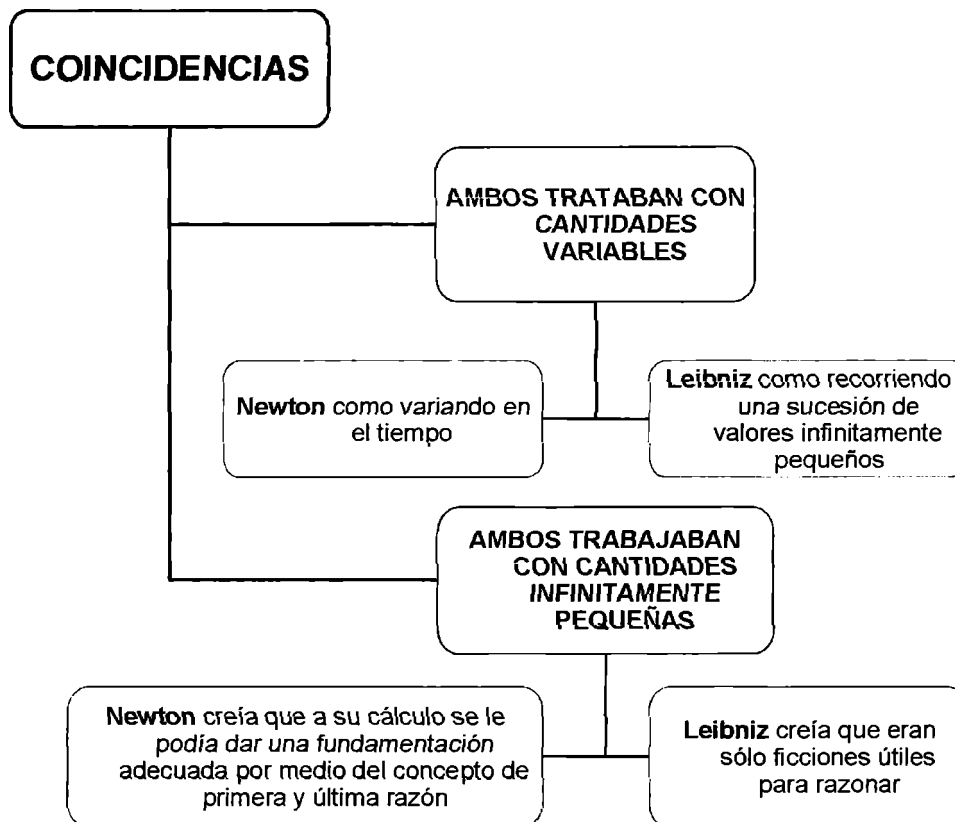 COINCIDENCIAS
AMBOS TRATABAN CON
CANTIDADES
VARIABLES
Newton como variando en
el tiempo
Leibniz como recorriendo
una sucesión de
valores infinitamente
pequeños
AMBOS TRABAJABAN
CON CANTIDADES
INFINITAMENTE
PEQUEÑAS
Newton creía que a su cálculo se le
podía dar una fundamentación
adecuada por medio del concepto de
primera y última razón
Leibniz creía que eran
sólo ficciones útiles
para razonar